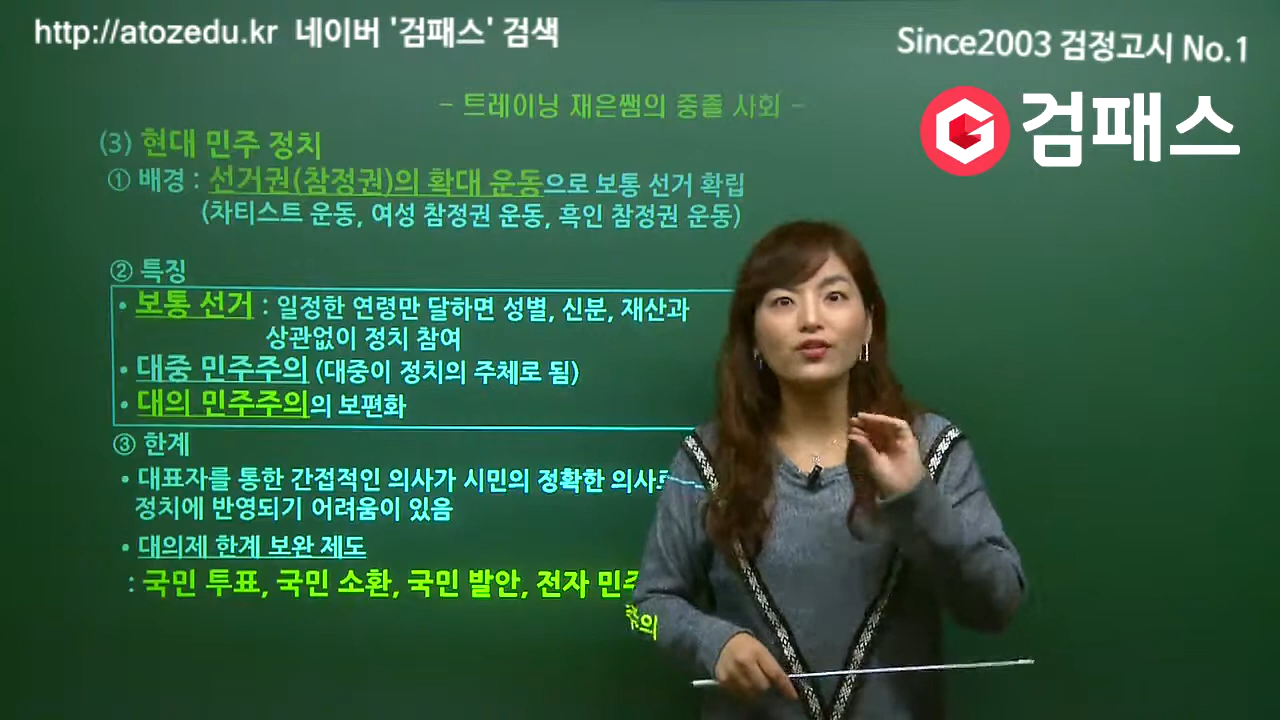 http://atozedu.kr 네이버 '검패스' 검색
Since2003 검정고시 No.1
검패스
- 트레이닝 재은쌤의 중졸 사회 -
(3) 현대 민주 정치
① 배경 : 선거권(참정권)의 확대 운동으로 보통 선거 확립
(차티스트 운동, 여성 참정권 운동, 흑인 참정권 운동)
② 특징
• 보통 선거 : 일정한 연령만 달하면 성별, 신분, 재산과
상관없이 정치 참여
• 대중 민주주의 (대중이 정치의 주체로 됨)
• 대의 민주주의의 보편화
③ 한계
• 대표자를 통한 간접적인 의사가 시민의 정확한
정치에 반영되기 어려움이 있음
• 대의제 한계 보완 제도
: 국민 투표, 국민 소환, 국민 발안, 전자
주의